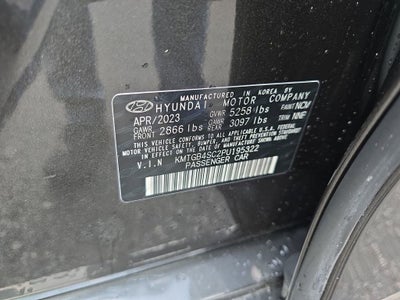 MANUFACTURED IN KOREA BY
HYUNDAI MOTOR COMPANY
APR/2023 GVWR 5258 lbs PAINT NCM
GAWR FRONT 2866 lbs GAWR REAR 3097 lbs TRIM NNE
THIS VEHICLE CONFORMS TO ALL APPLICABLE U.S.A. FEDERAL
MOTOR VEHICLE SAFETY, BUMPER, AND THEFT PREVENTION STANDARDS
IN EFFECT ON THE DATE OF MANUFACTURE SHOWN ABOVE.
V.I.N KMTGB4SC2PU195322
PASSENGER CAR